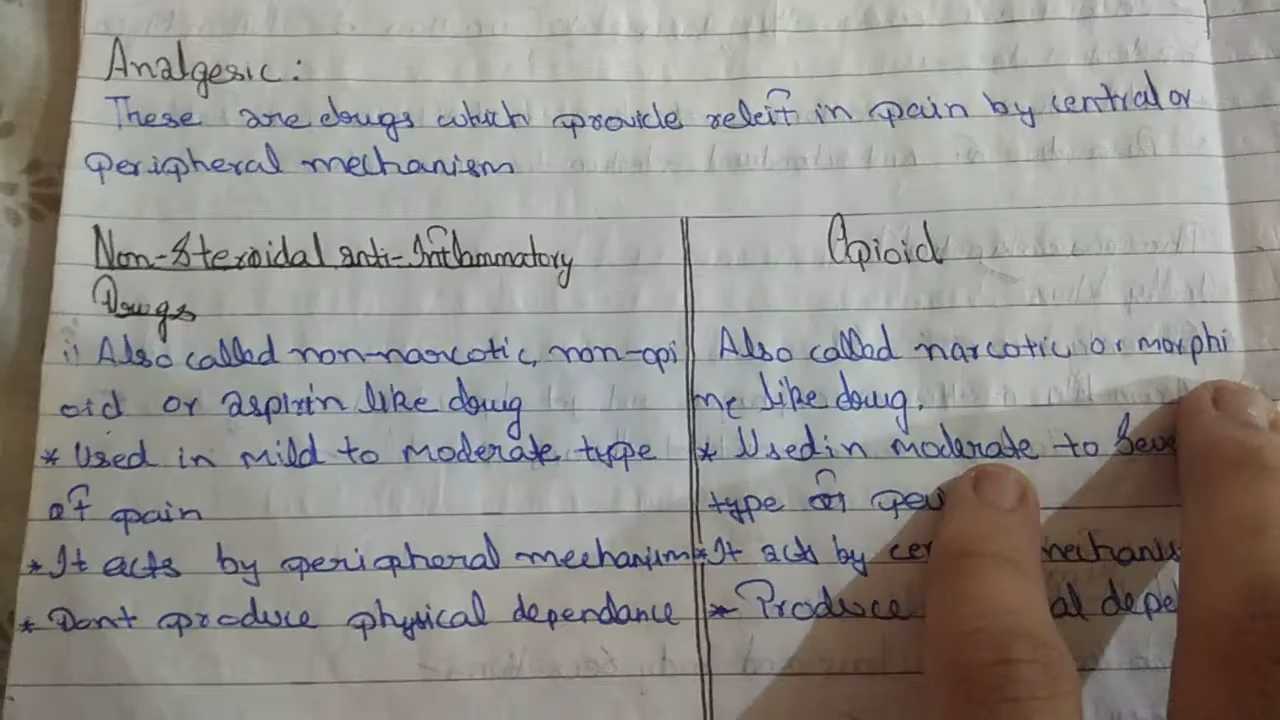 Analgesic:
These are drugs which provide releif in pain by central or
peripheral mechanism
Non-Steroidal anti-Inflammatory
Drugs
i) Also called non-narcotic, non-opi
oid or aspirin like drug
* Used in mild to moderate type
of pain
* It acts by peripheral mechanism
* Dont produce physical dependance
Opioid
Also called narcotic or morphi
ne like drug.
* Used in moderate to
type of
* It acts by
* Produce